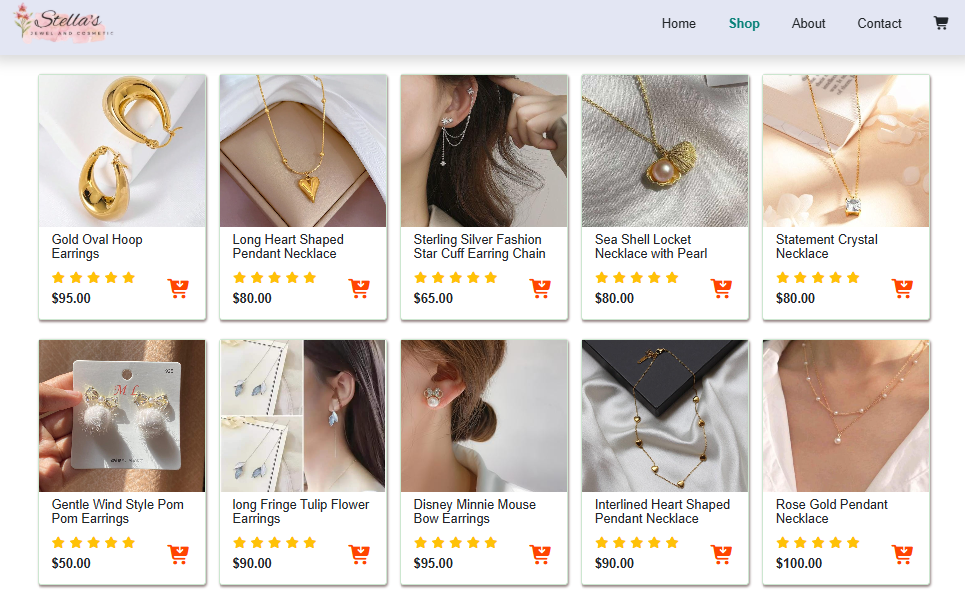 Stella's
JEWEL AND COSMETIC
Home
Shop
About
Contact
Gold Oval Hoop
Earrings
$95.00
Long Heart Shaped
Pendant Necklace
$80.00
Sterling Silver Fashion
Star Cuff Earring Chain
$65.00
Sea Shell Locket
Necklace with Pearl
$80.00
Statement Crystal
Necklace
$80.00
925
Gentle Wind Style Pom
Pom Earrings
$50.00
long Fringe Tulip Flower
Earrings
$90.00
Disney Minnie Mouse
Bow Earrings
$95.00
Interlined Heart Shaped
Pendant Necklace
$90.00
Rose Gold Pendant
Necklace
$100.00